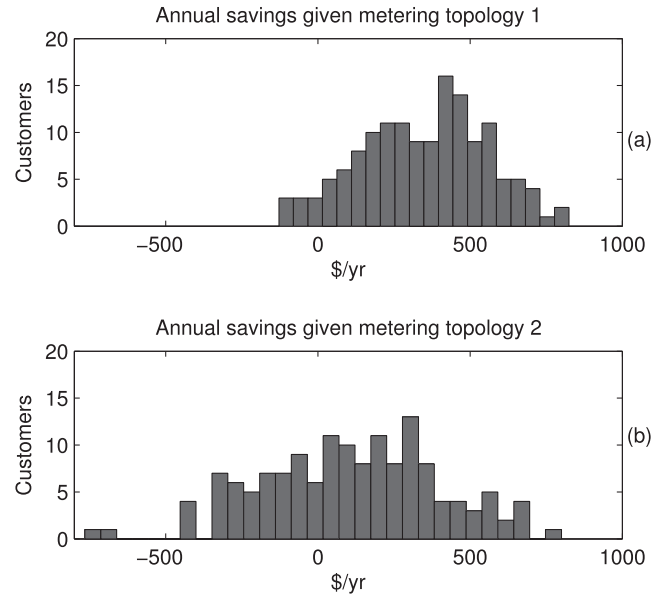 Annual savings given metering topology 1
20
15
10
5
0
Customers
−500 0 500 1000
$/yr
(a)
Annual savings given metering topology 2
20
15
10
5
0
Customers
−500 0 500 1000
$/yr
(b)